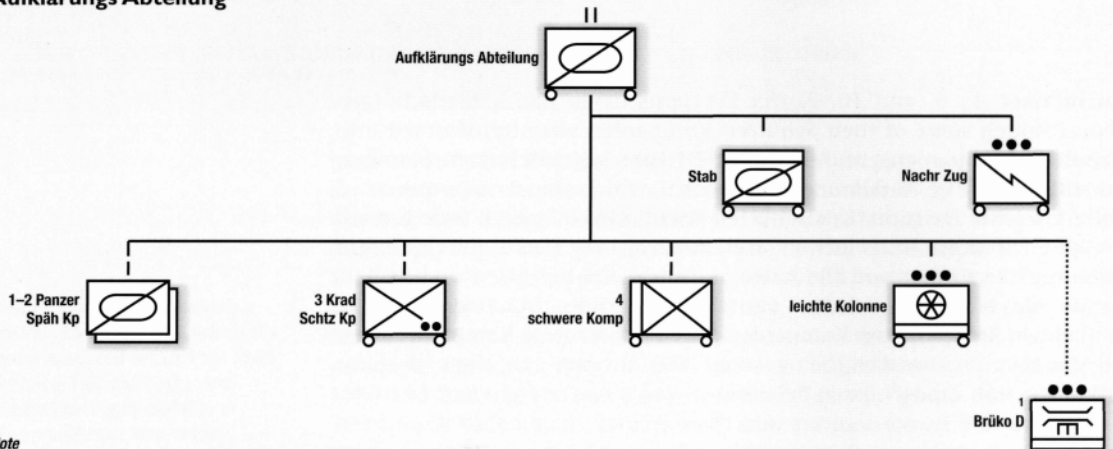 Aufklärungs Abteilung
Aufklärungs Abteilung
Stab
Nachr Zug
1–2 Panzer
Späh Kp
3 Krad
Schtz Kp
4
schwere Komp
leichte Kolonne
1
Brüko D